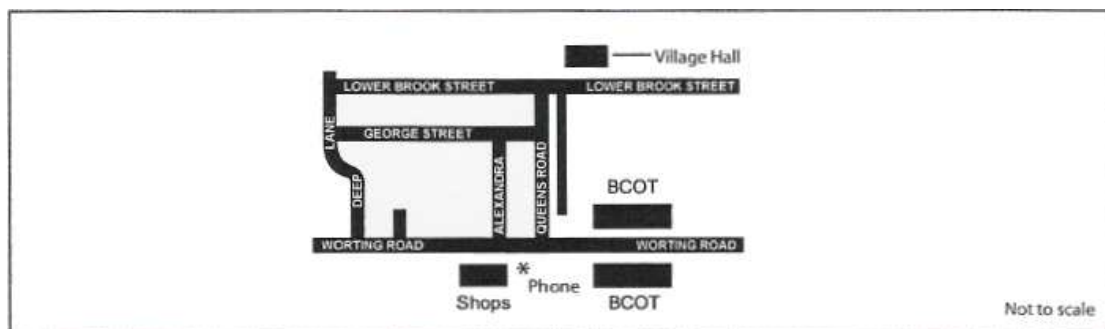 Village Hall
LOWER BROOK STREET
LOWER BROOK STREET
LANE
GEORGE STREET
DEEP
ALEXANDRA
QUEENS ROAD
BCOT
WORTING ROAD
WORTING ROAD
*
Phone
Shops
BCOT
Not to scale